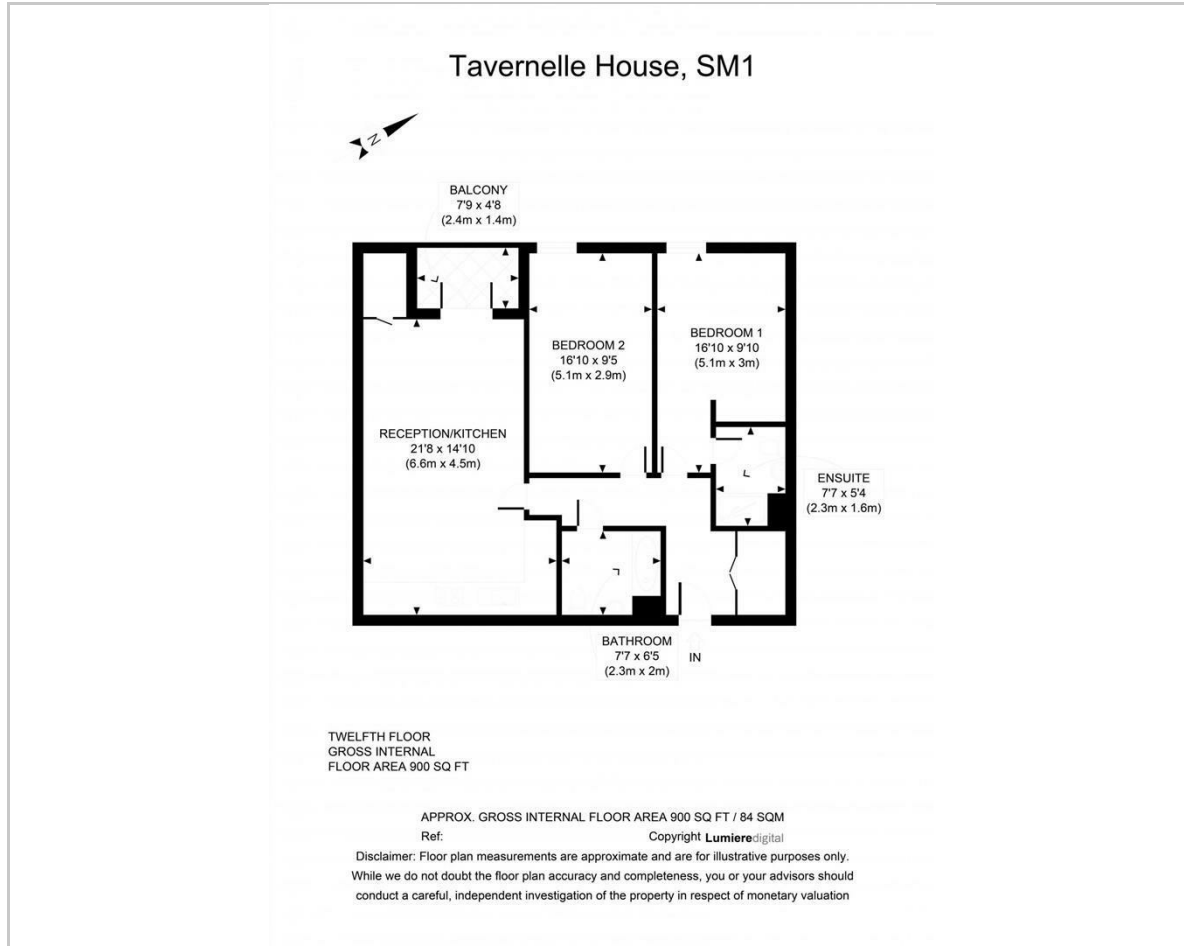 Tavernelle House, SM1
N
BALCONY
7'9 x 4'8
(2.4m x 1.4m)
BEDROOM 2
16'10 x 9'5
(5.1m x 2.9m)
BEDROOM 1
16'10 x 9'10
(5.1m x 3m)
RECEPTION/KITCHEN
21'8 x 14'10
(6.6m x 4.5m)
ENSUITE
7'7 x 5'4
(2.3m x 1.6m)
BATHROOM
7'7 x 6'5
(2.3m x 2m)
IN
TWELFTH FLOOR
GROSS INTERNAL
FLOOR AREA 900 SQ FT
APPROX. GROSS INTERNAL FLOOR AREA 900 SQ FT / 84 SQM
Ref: Copyright Lumieredigital
Disclaimer: Floor plan measurements are approximate and are for illustrative purposes only.
While we do not doubt the floor plan accuracy and completeness, you or your advisors should
conduct a careful, independent investigation of the property in respect of monetary valuation